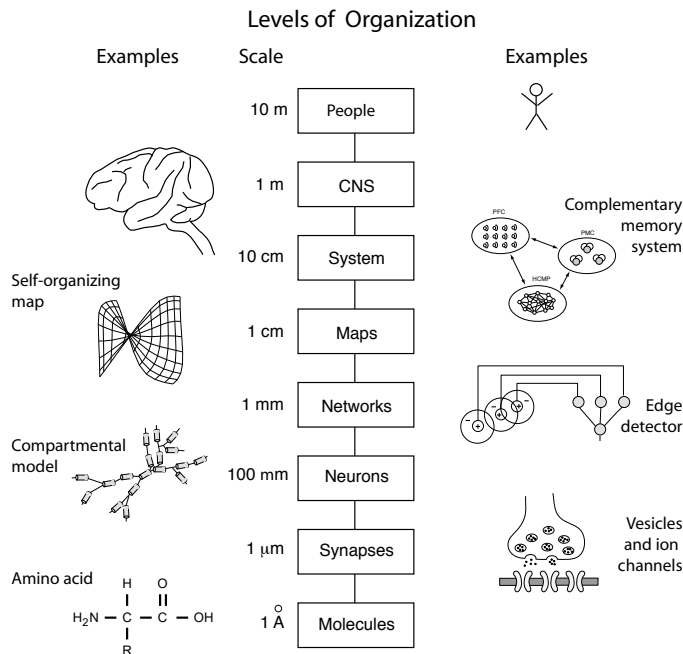 Levels of Organization
Examples
Scale
Examples
10 m
People
1 m
CNS
PFC
PMC
HCMP
Complementary
memory
system
10 cm
System
Self-organizing
map
1 cm
Maps
1 mm
Networks
− − −
+ + +
Edge
detector
Compartmental
model
100 mm
Neurons
1 μm
Synapses
Vesicles
and ion
channels
Amino acid
H O
H₂N C C OH
R
1 Å
Molecules